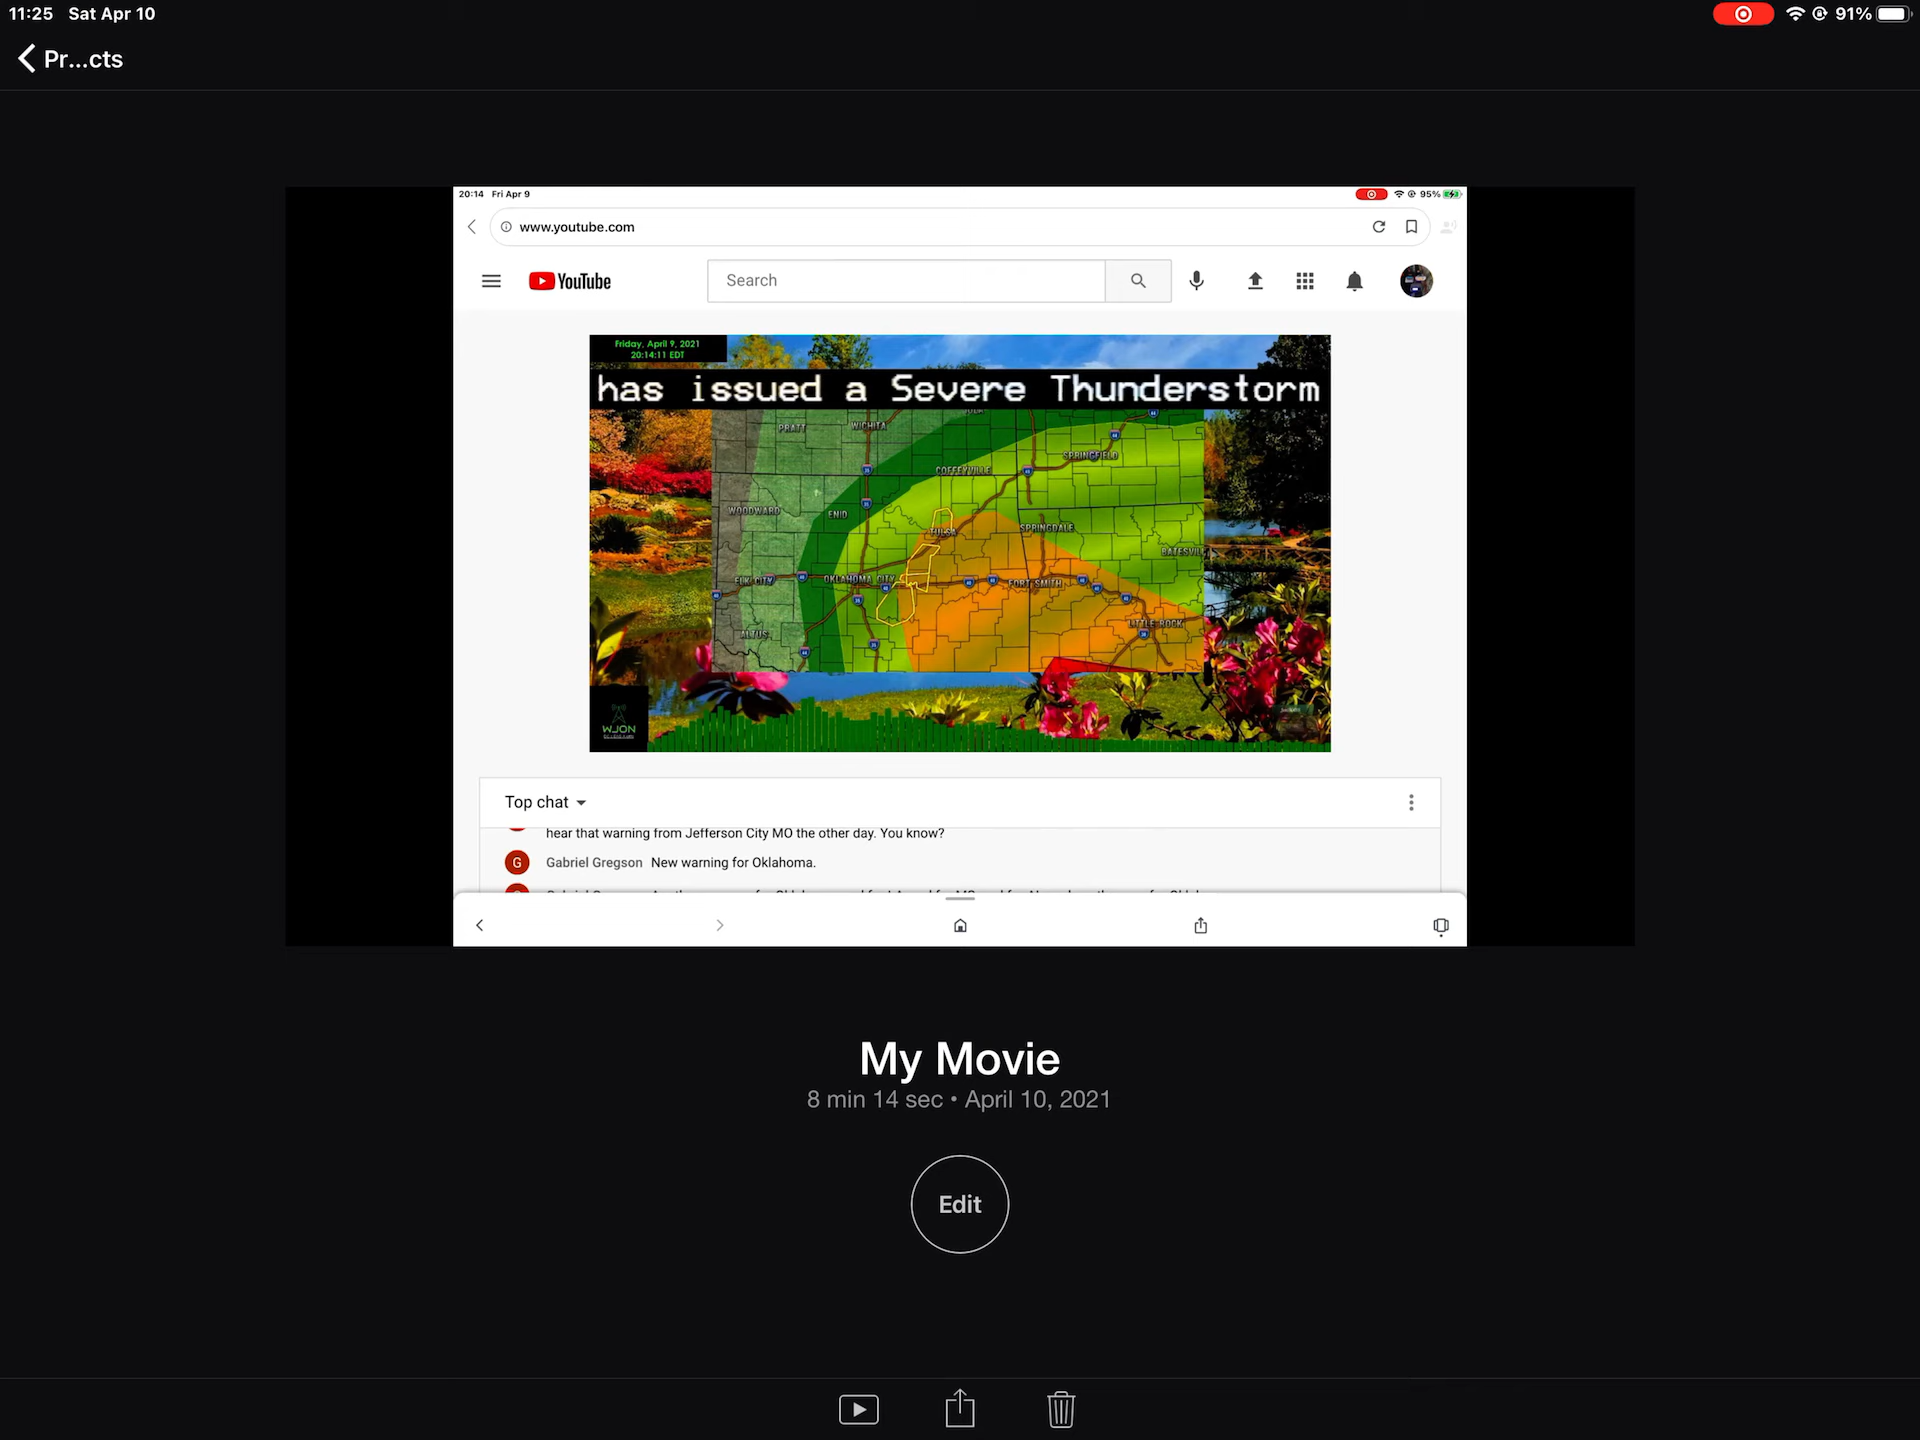 11:25 Sat Apr 10
91%
Pr...cts
20:14 Fri Apr 9
95%
www.youtube.com
YouTube
Search
Friday, April 9, 2021
20:14:11 EDT
has issued a Severe Thunderstorm
PRATT
WICHITA
COFFEYVILLE
SPRINGFIELD
WOODWARD
ENID
TULSA
SPRINGDALE
BATESVIL
ELK CITY
OKLAHOMA CITY
FORT SMITH
ALTUS
LITTLE ROCK
WJON
Top chat
hear that warning from Jefferson City MO the other day. You know?
G Gabriel Gregson New warning for Oklahoma.
My Movie
8 min 14 sec • April 10, 2021
Edit